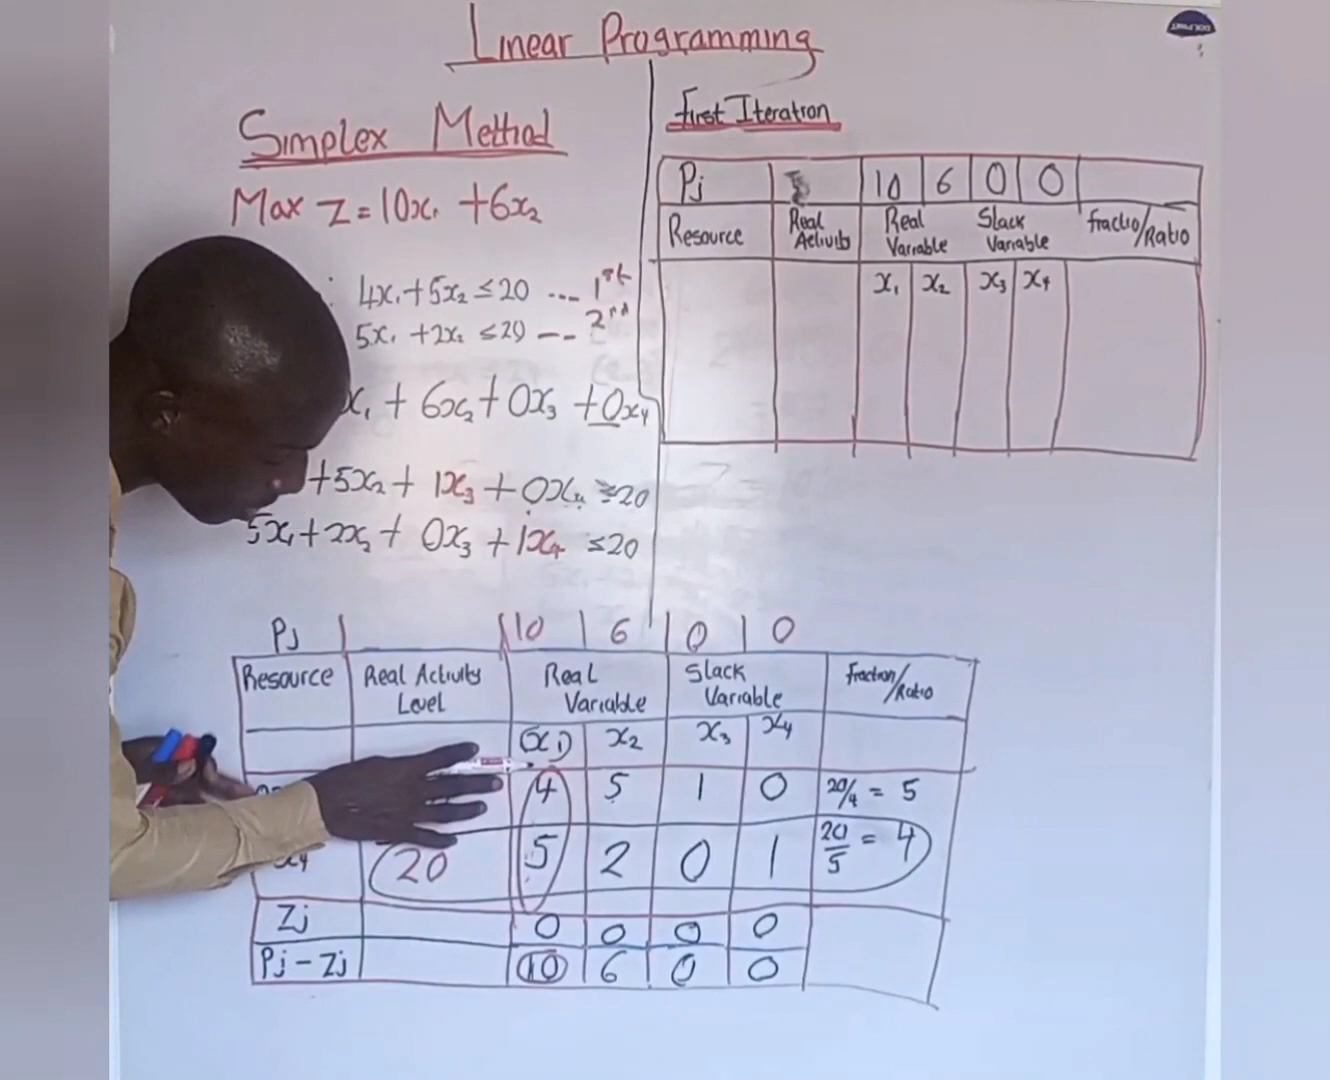 Linear Programming
Simplex Method
Max Z = 10x₁ + 6x₂
: 4x₁+5x₂ ≤ 20 --- 1st
5x₁ +2x₂ ≤ 20 -- 2nd
x₁ + 6x₂ + 0x₃ + 0x₄
+5x₂ + 1x₃ + 0x₄ ≤20
5x₁+2x₂ + 0x₃ + 1x₄ ≤20
First Iteration
Pj 10 6 0 0
Resource Real Activity Real Variable Slack Variable Fractio/Ratio
x₁ x₂ x₃ x₄
Pj 10 6 0 0
Resource Real Activity Level Real Variable Slack Variable Fraction/Ratio
x₁ x₂ x₃ x₄
4 5 1 0 20/4 = 5
x₄ 20 5 2 0 1 20/5 = 4
Zj 0 0 0 0
Pj - Zj 10 6 0 0